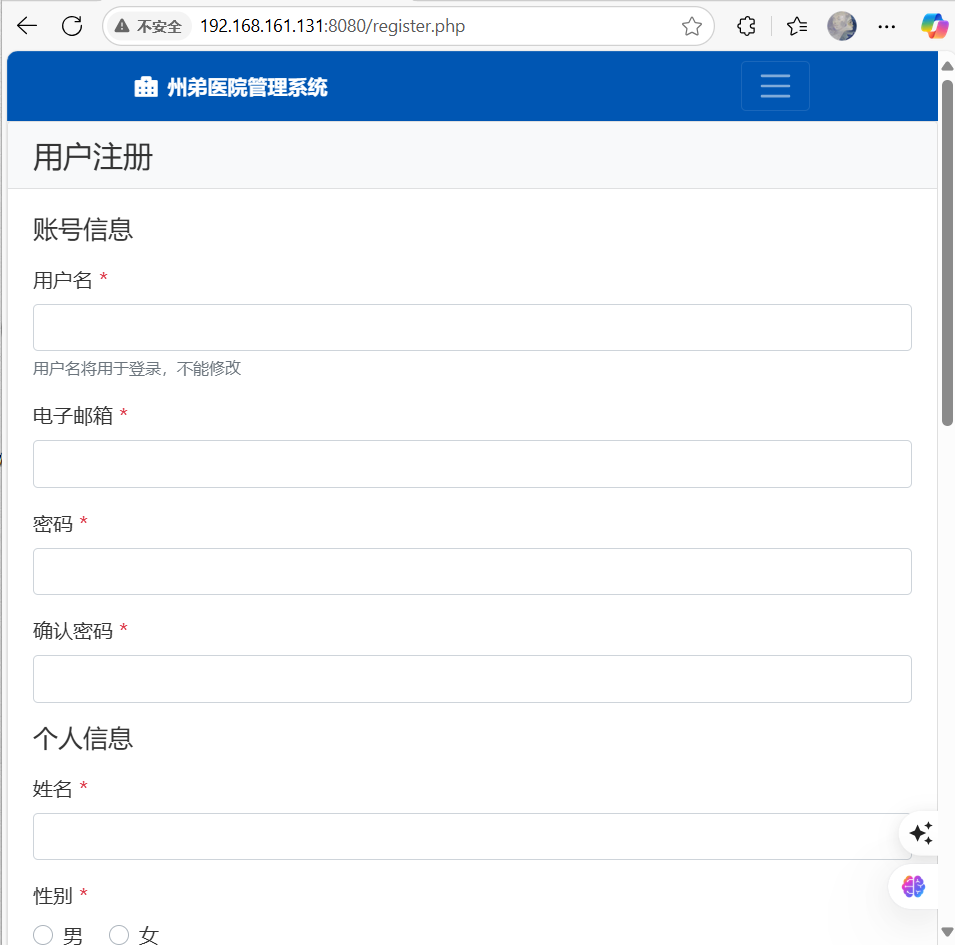 不安全 192.168.161.131:8080/register.php
州弟医院管理系统
用户注册
账号信息
用户名 *
用户名将用于登录，不能修改
电子邮箱 *
密码 *
确认密码 *
个人信息
姓名 *
性别 *
男 女